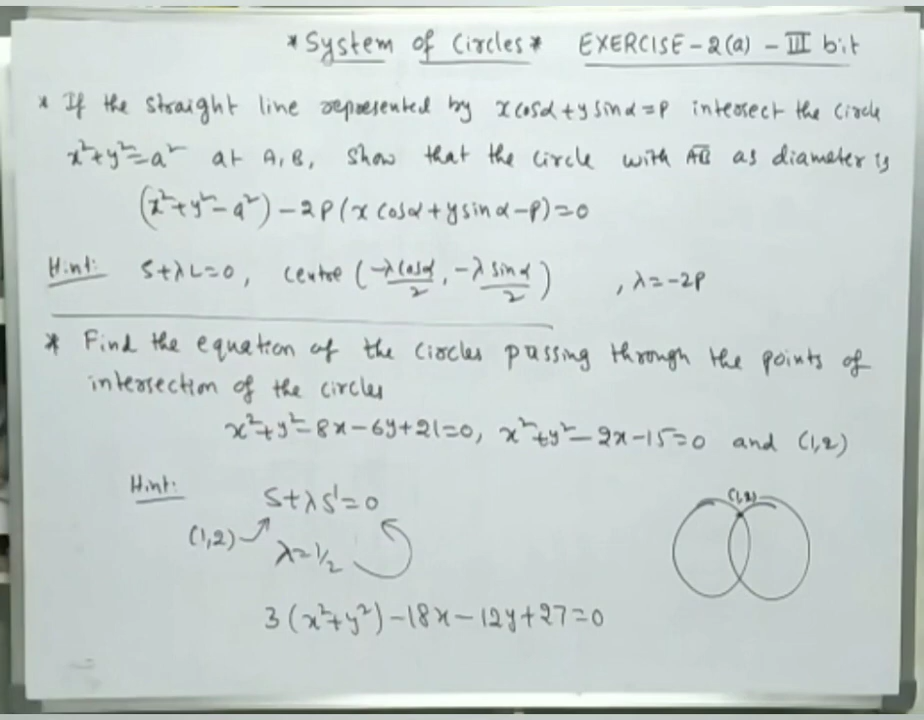 * System of Circles * EXERCISE - 2(a) - III bit
* If the straight line represented by x cosα + y sinα = P intersect the circle
x² + y² = a² at A, B, show that the circle with AB as diameter is
(x² + y² - a²) - 2P (x cosα + y sinα - P) = 0
Hint: S + λL = 0, centre (-λ cosα/2, -λ sinα/2), λ = -2P
* Find the equation of the circles passing through the points of
intersection of the circles
x² + y² - 8x - 6y + 21 = 0, x² + y² - 2x - 15 = 0 and (1,2)
Hint: S + λS' = 0
(1,2)
(1,2)
λ = 1/2
3 (x² + y²) - 18x - 12y + 27 = 0